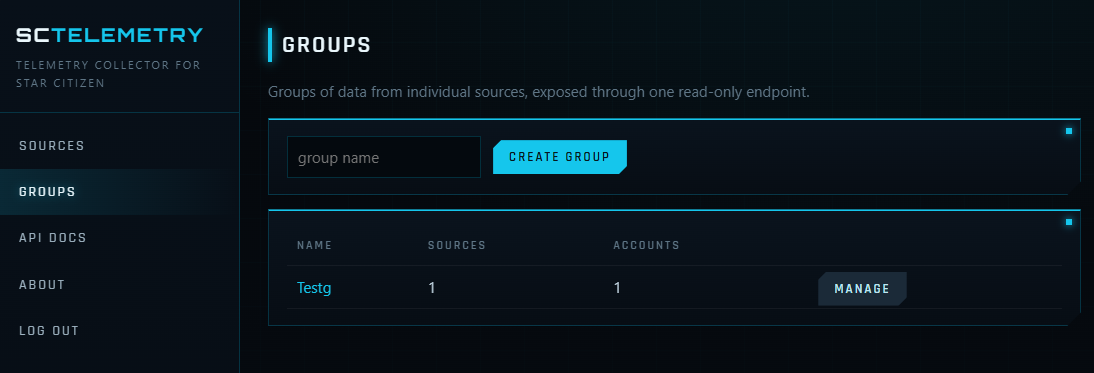 SCTELEMETRY
TELEMETRY COLLECTOR FOR
STAR CITIZEN
SOURCES
GROUPS
API DOCS
ABOUT
LOG OUT
GROUPS
Groups of data from individual sources, exposed through one read-only endpoint.
group name
CREATE GROUP
NAME SOURCES ACCOUNTS
Testg 1 1 MANAGE